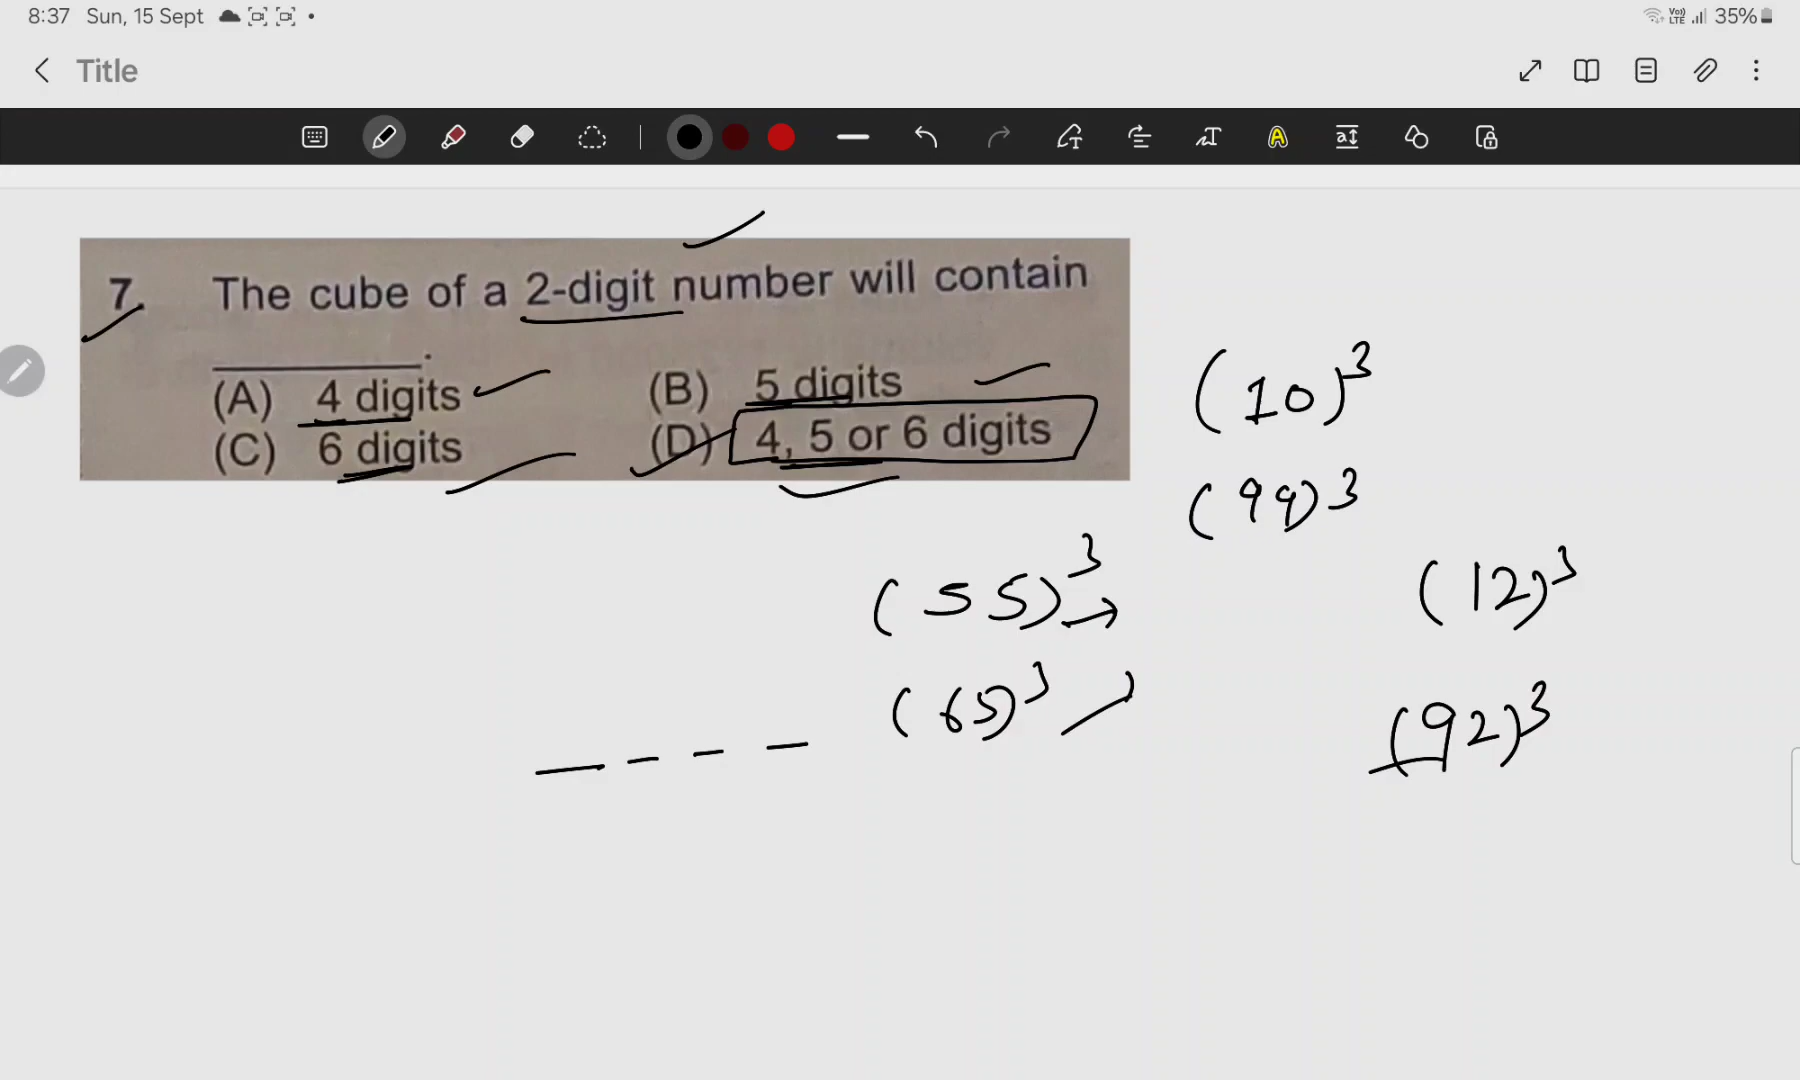 8:37 Sun, 15 Sept
35%
Title
7. The cube of a 2-digit number will contain
________.
(A) 4 digits (B) 5 digits
(C) 6 digits (D) 4, 5 or 6 digits
(10)³
(99)³
(55)³ →
(12)³
(65)³
(92)³